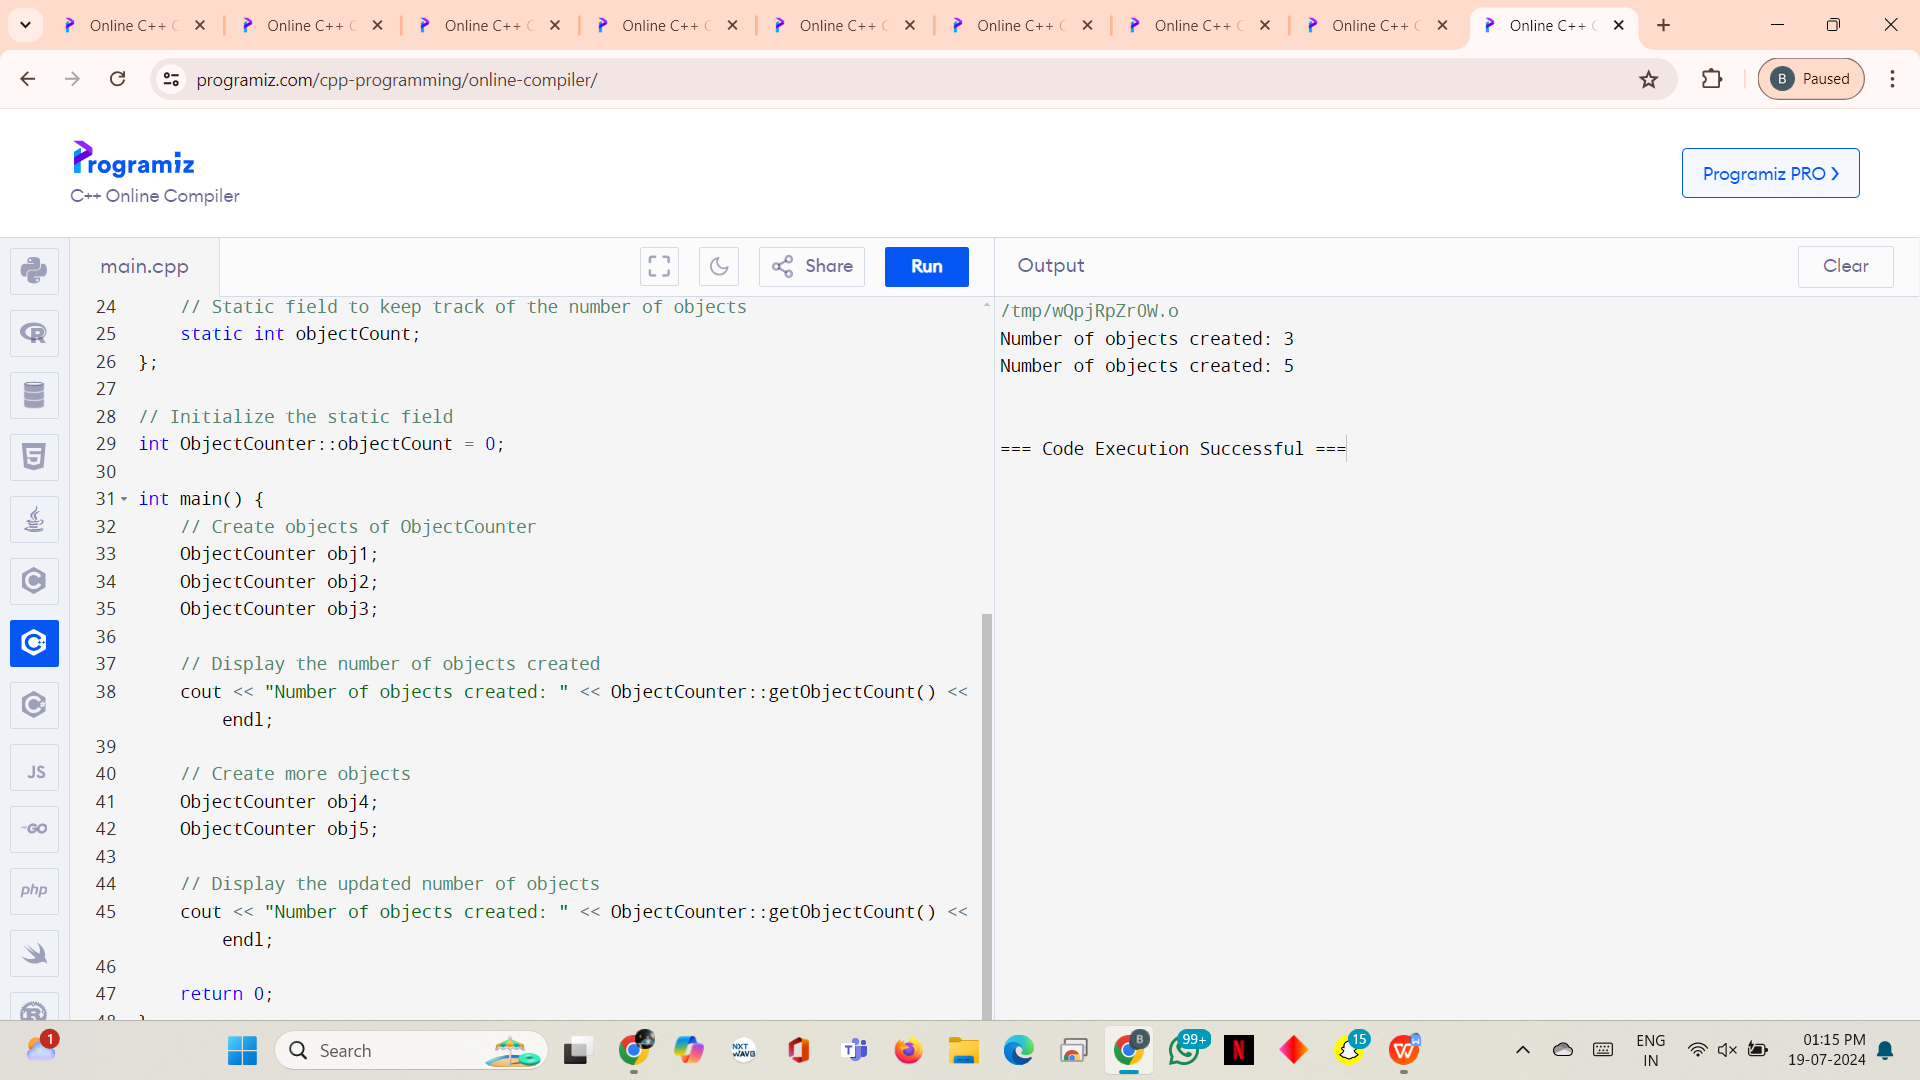 Online C++ C
Online C++ C
Online C++ C
Online C++ C
Online C++ C
Online C++ C
Online C++ C
Online C++ C
Online C++ C
programiz.com/cpp-programming/online-compiler/
B Paused
Programiz
C++ Online Compiler
Programiz PRO
main.cpp
Share
Run
Output
Clear
24 // Static field to keep track of the number of objects
25 static int objectCount;
26 };
27
28 // Initialize the static field
29 int ObjectCounter::objectCount = 0;
30
31 int main() {
32 // Create objects of ObjectCounter
33 ObjectCounter obj1;
34 ObjectCounter obj2;
35 ObjectCounter obj3;
36
37 // Display the number of objects created
38 cout << "Number of objects created: " << ObjectCounter::getObjectCount() <<
endl;
39
40 // Create more objects
41 ObjectCounter obj4;
42 ObjectCounter obj5;
43
44 // Display the updated number of objects
45 cout << "Number of objects created: " << ObjectCounter::getObjectCount() <<
endl;
46
47 return 0;
48 }
/tmp/wQpjRpZr0W.o
Number of objects created: 3
Number of objects created: 5
=== Code Execution Successful ===
JS
GO
php
1
Search
NXT
WAVE
B
99+
N
15
W
ENG
IN
01:15 PM
19-07-2024